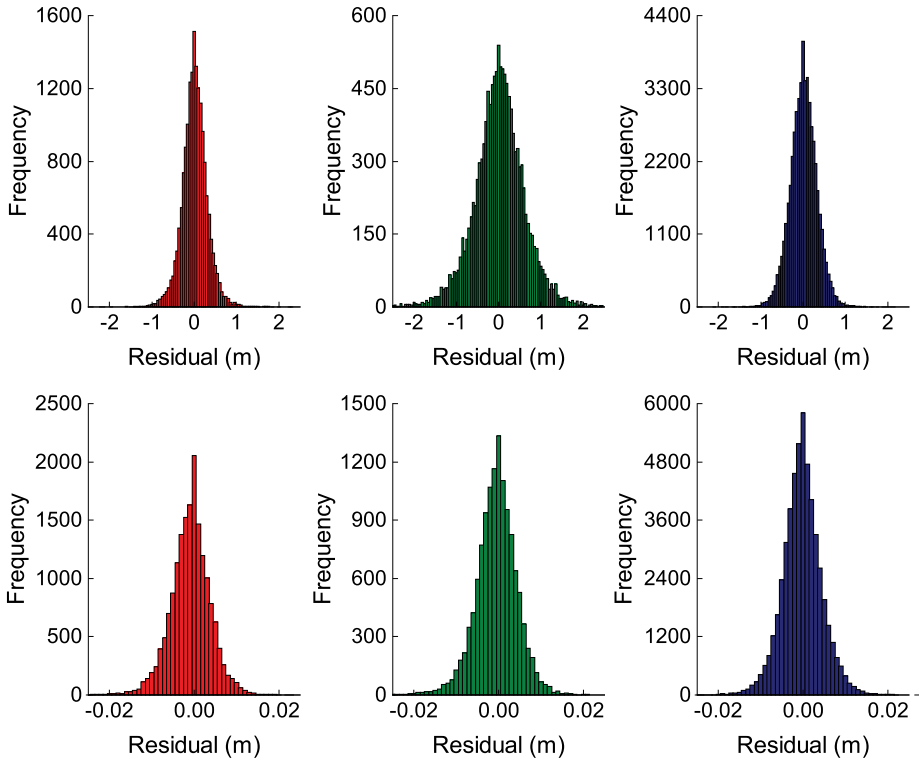 1600
1200
800
400
0
Frequency
-2 -1 0 1 2
Residual (m)
600
450
300
150
0
Frequency
-2 -1 0 1 2
Residual (m)
4400
3300
2200
1100
0
Frequency
-2 -1 0 1 2
Residual (m)
2500
2000
1500
1000
500
0
Frequency
-0.02 0.00 0.02
Residual (m)
1500
1200
900
600
300
0
Frequency
-0.02 0.00 0.02
Residual (m)
6000
4800
3600
2400
1200
0
Frequency
-0.02 0.00 0.02
Residual (m)